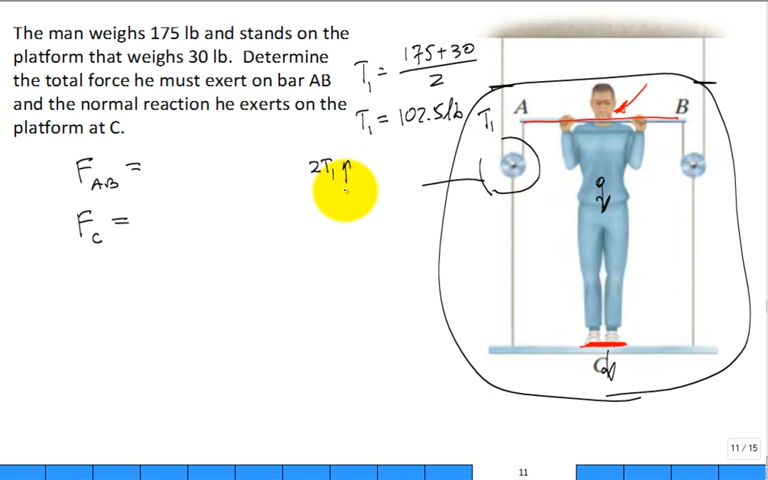 The man weighs 175 lb and stands on the
platform that weighs 30 lb. Determine
the total force he must exert on bar AB
and the normal reaction he exerts on the
platform at C.
T₁ = (175+30)/2
T₁ = 102.5 lb
A
B
T₁
2T₁ ↑
F_AB =
F_C =
C
11 / 15
11